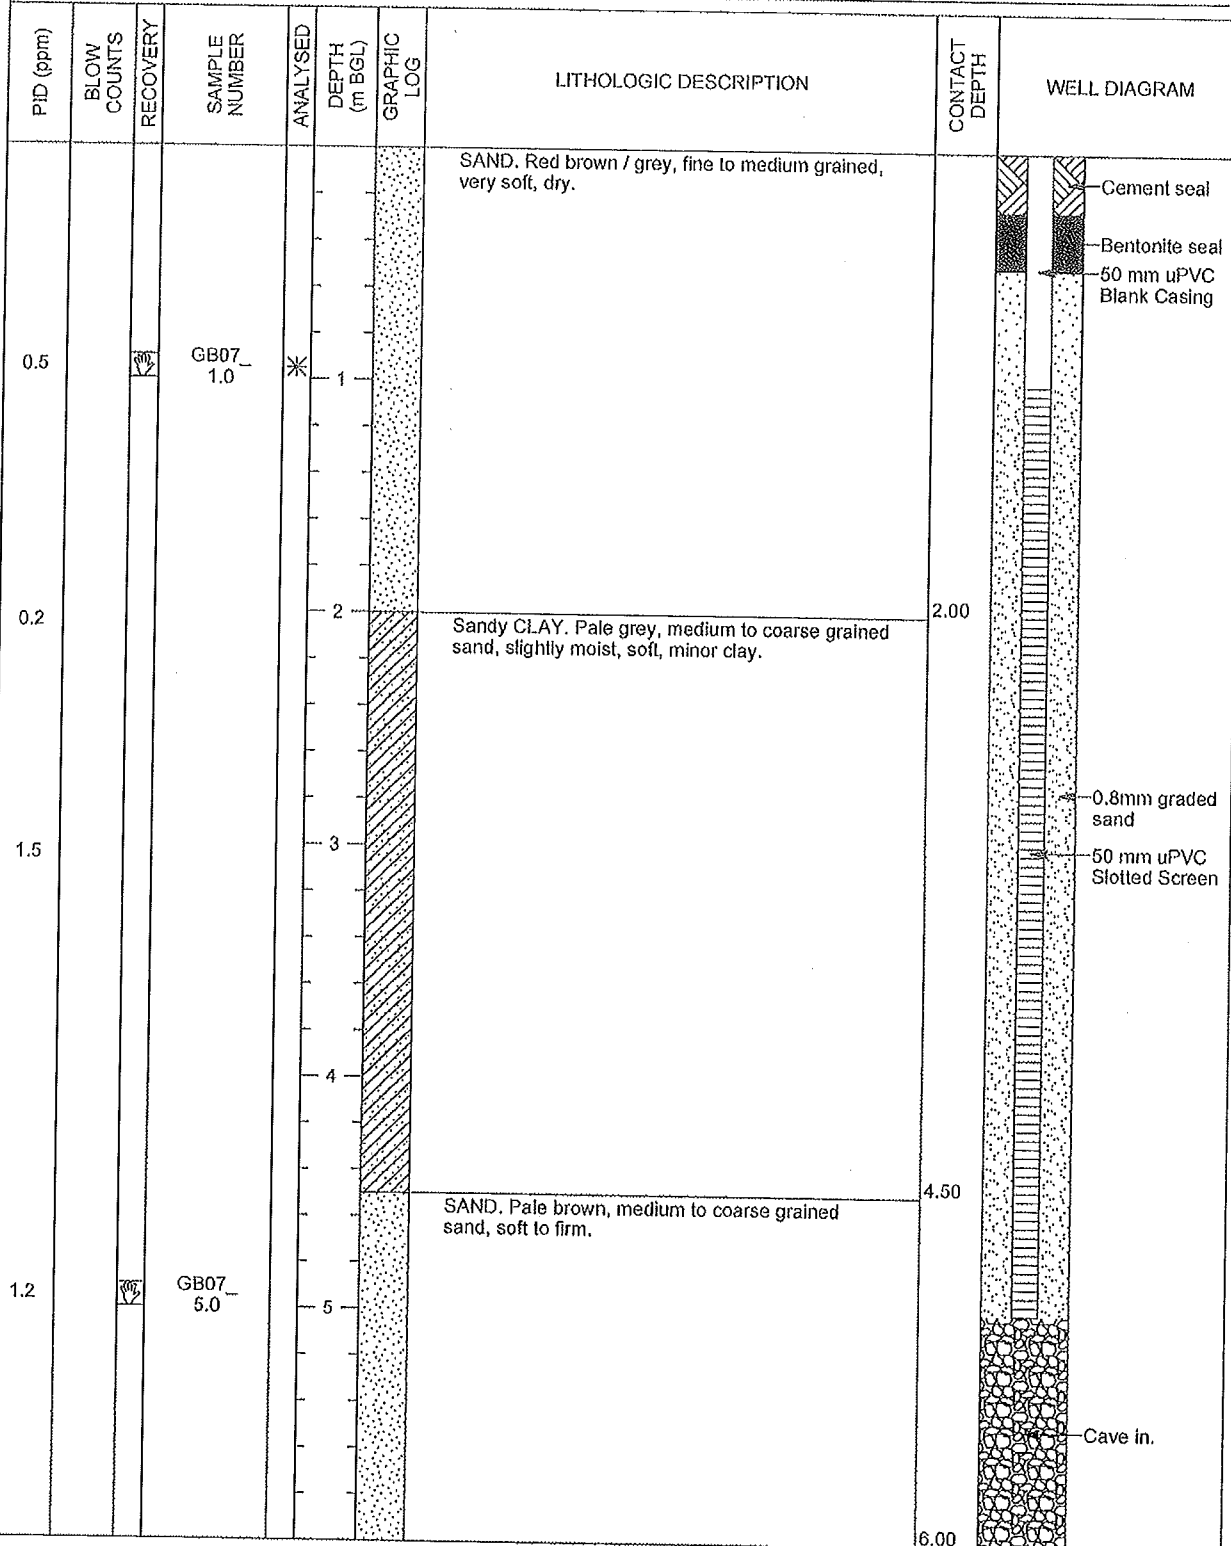 PID (ppm)
BLOW
COUNTS
RECOVERY
SAMPLE
NUMBER
ANALYSED
DEPTH
(m BGL)
GRAPHIC
LOG
LITHOLOGIC DESCRIPTION
CONTACT
DEPTH
WELL DIAGRAM
SAND. Red brown / grey, fine to medium grained,
very soft, dry.
Cement seal
Bentonite seal
50 mm uPVC
Blank Casing
0.5
GB07_
1.0
1
0.2
2
2.00
Sandy CLAY. Pale grey, medium to coarse grained
sand, slightly moist, soft, minor clay.
0.8mm graded
sand
1.5
3
50 mm uPVC
Slotted Screen
4
4.50
SAND. Pale brown, medium to coarse grained
sand, soft to firm.
1.2
GB07_
5.0
5
Cave in.
6.00